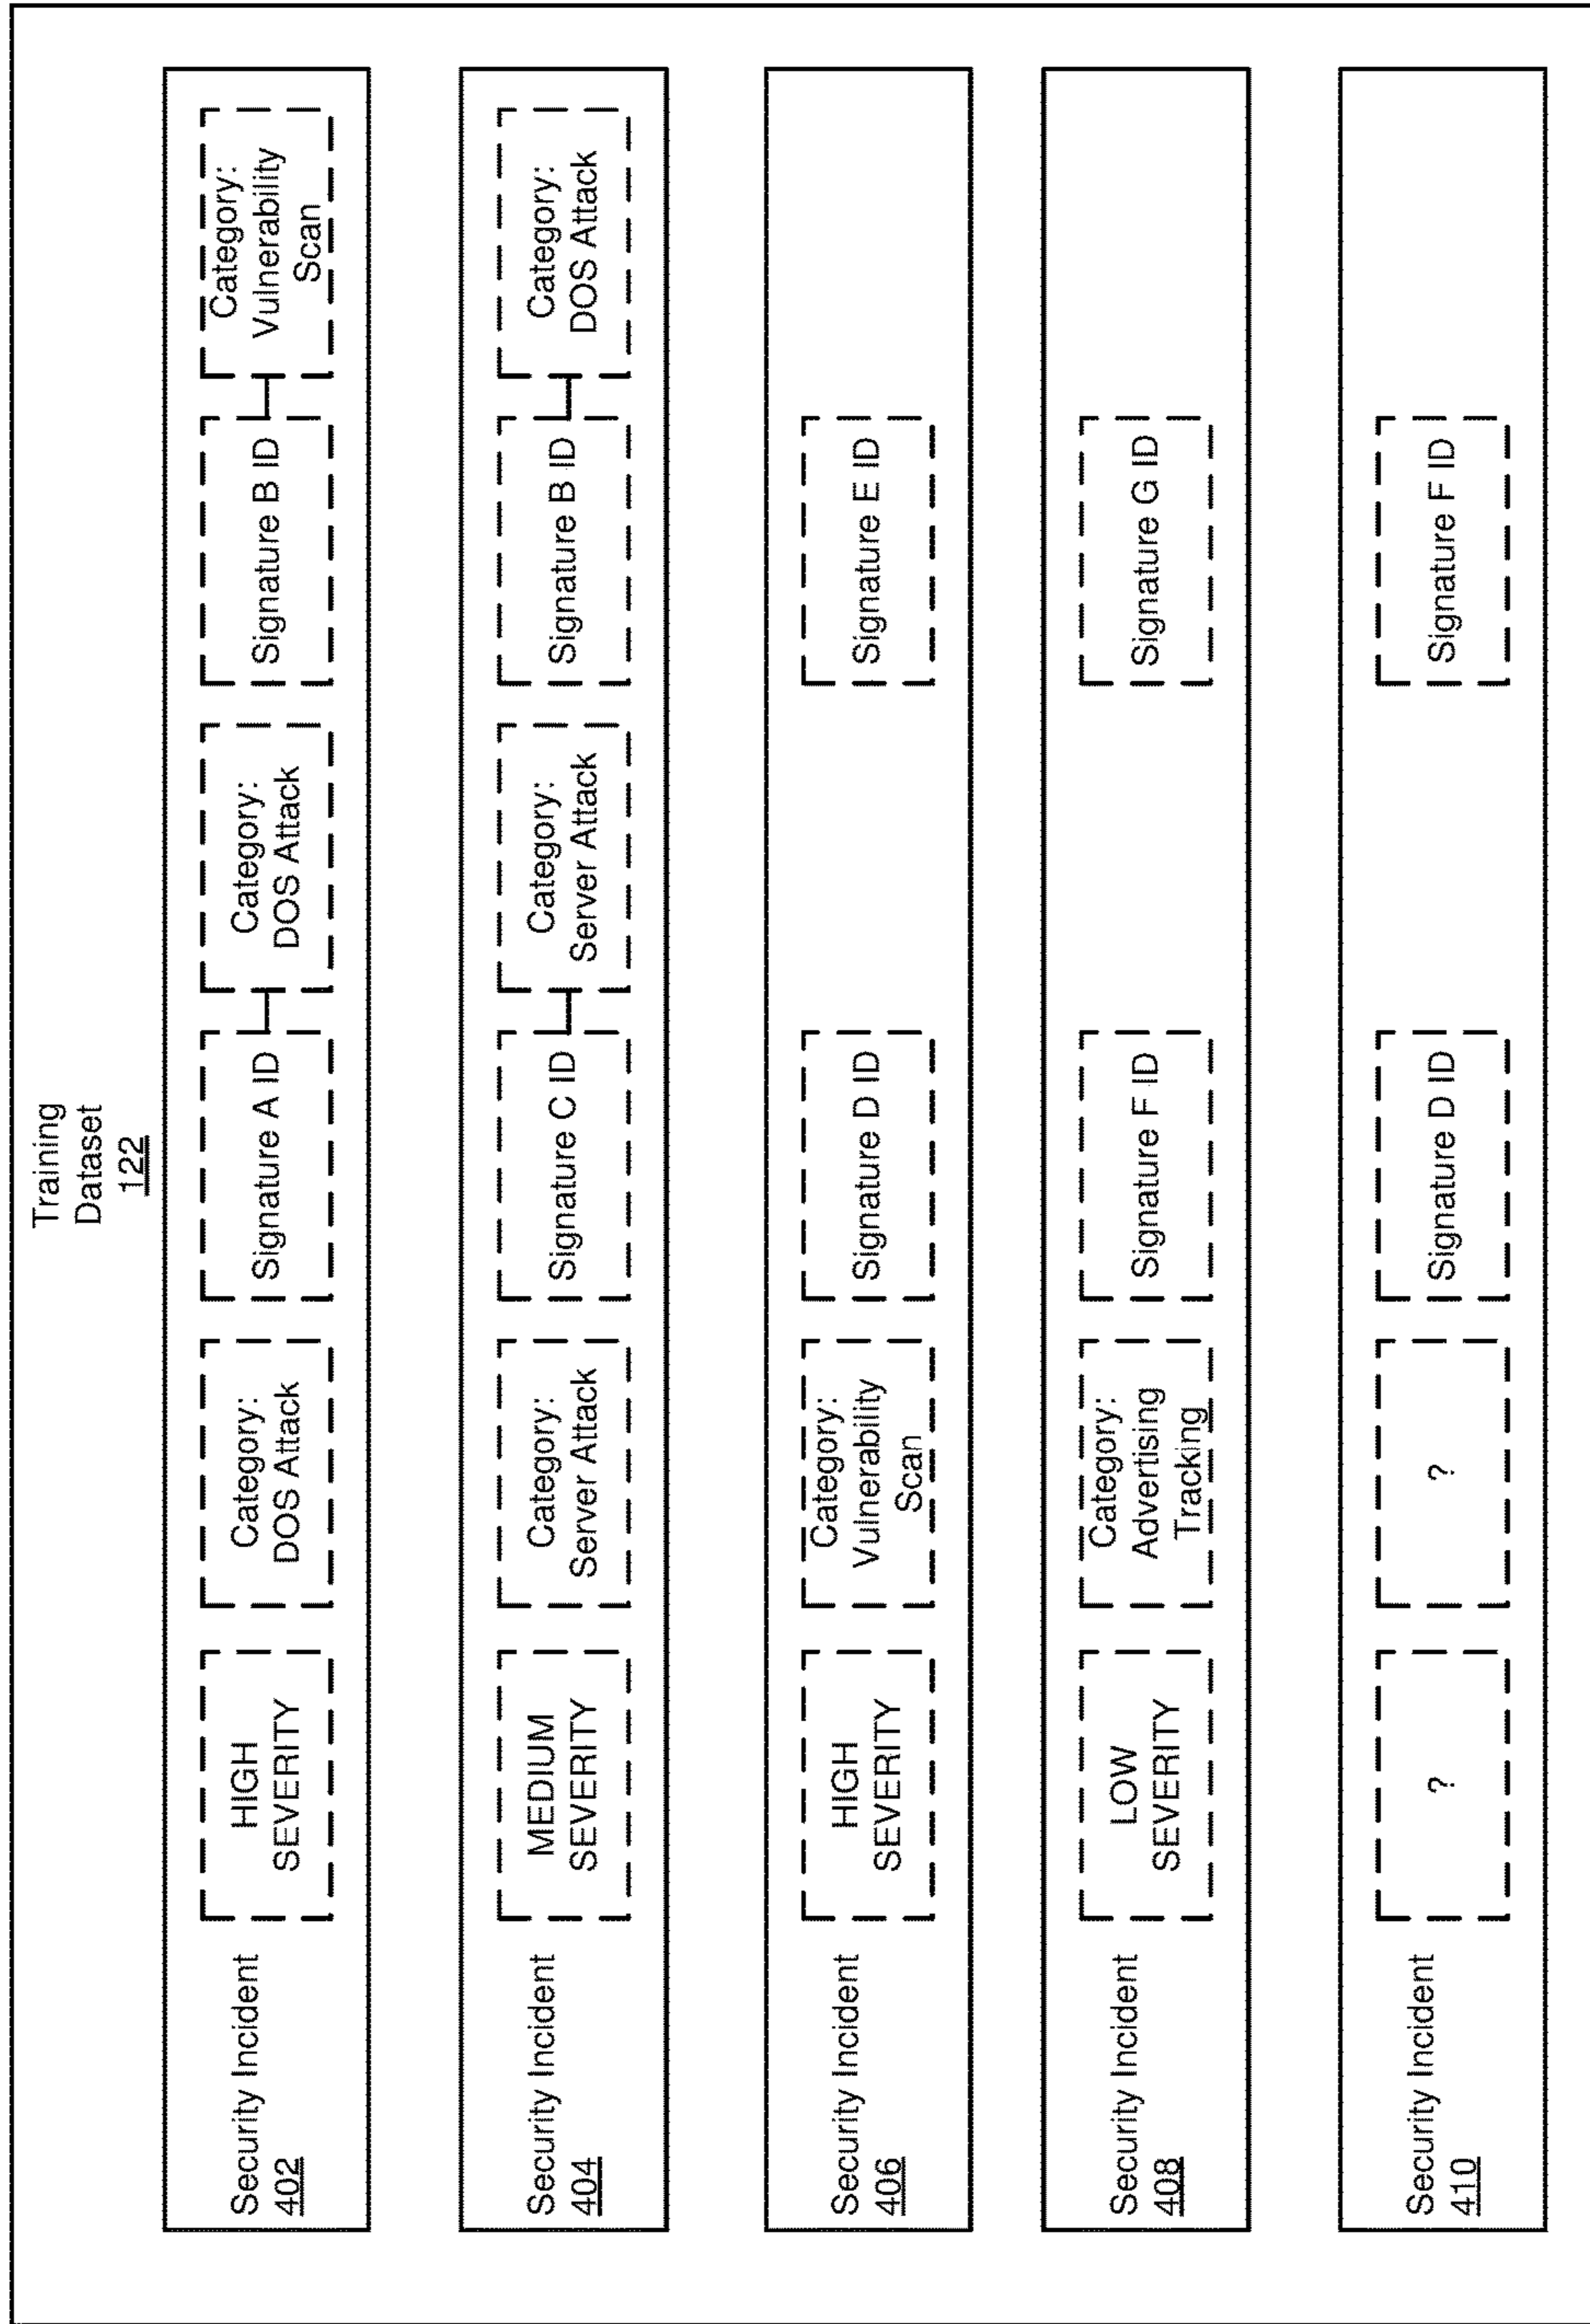 Training
Dataset
122
Security Incident
402
HIGH
SEVERITY
Category:
DOS Attack
Signature A ID
Category:
DOS Attack
Signature B ID
Category:
Vulnerability
Scan
Security Incident
404
MEDIUM
SEVERITY
Category:
Server Attack
Signature C ID
Category:
Server Attack
Signature B ID
Category:
DOS Attack
Security Incident
406
HIGH
SEVERITY
Category:
Vulnerability
Scan
Signature D ID
Signature E ID
Security Incident
408
LOW
SEVERITY
Category:
Advertising
Tracking
Signature F ID
Signature G ID
Security Incident
410
?
?
Signature D ID
Signature F ID